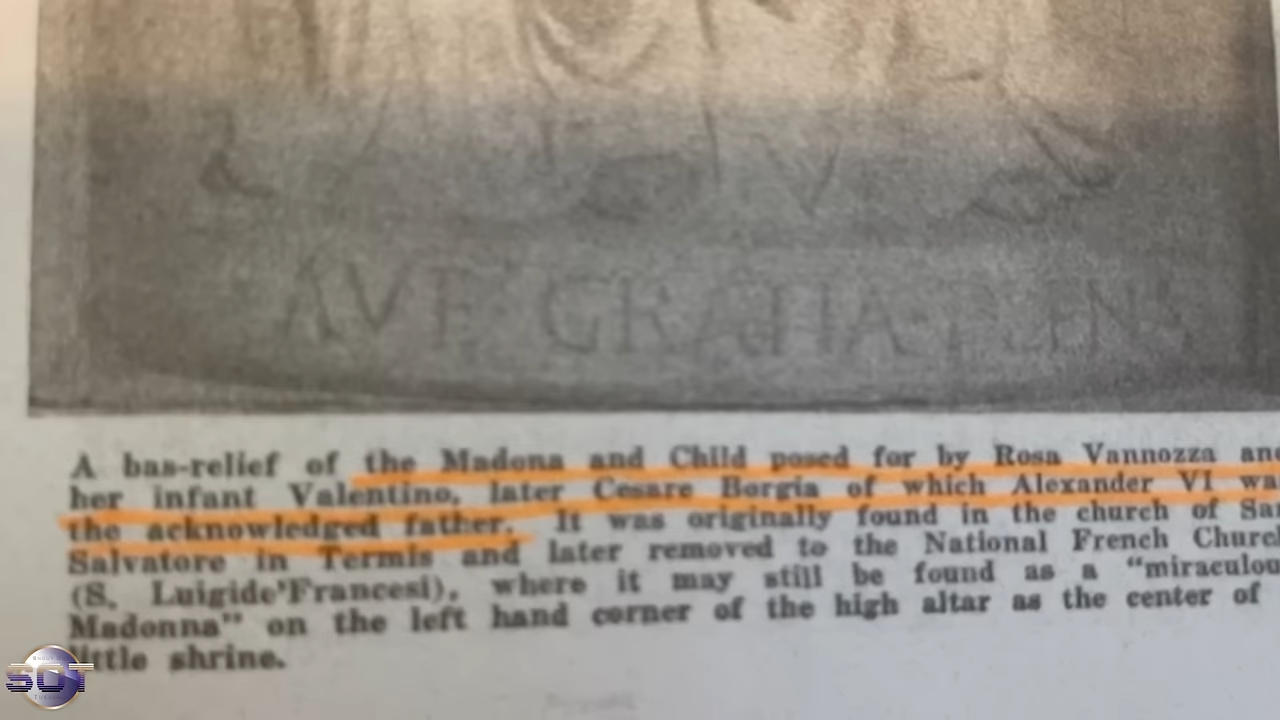 AVE GRATIA PLENA
A bas-relief of the Madona and Child posed for by Rosa Vannozza and
her infant Valentino, later Cesare Borgia of which Alexander VI wa
the acknowledged father. It was originally found in the church of Sa
Salvatore in Termis and later removed to the National French Churc
(S. Luigide'Francesi), where it may still be found as a "miraculou
Madonna" on the left hand corner of the high altar as the center of
little shrine.
SCT